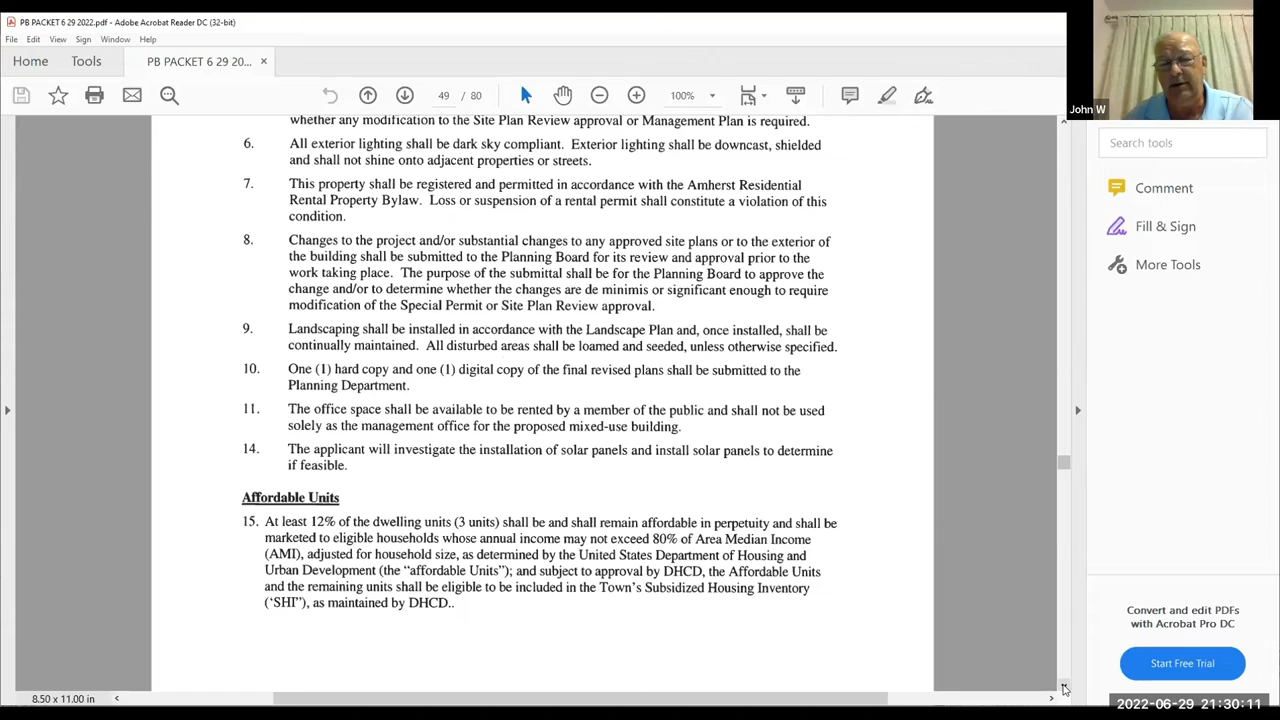 PB PACKET 6 29 2022.pdf - Adobe Acrobat Reader DC (32-bit)
File Edit View Sign Window Help
Home Tools PB PACKET 6 29 20... ×
49 / 80 100%
John W
whether any modification to the Site Plan Review approval or Management Plan is required.
6. All exterior lighting shall be dark sky compliant. Exterior lighting shall be downcast, shielded
and shall not shine onto adjacent properties or streets.
7. This property shall be registered and permitted in accordance with the Amherst Residential
Rental Property Bylaw. Loss or suspension of a rental permit shall constitute a violation of this
condition.
8. Changes to the project and/or substantial changes to any approved site plans or to the exterior of
the building shall be submitted to the Planning Board for its review and approval prior to the
work taking place. The purpose of the submittal shall be for the Planning Board to approve the
change and/or to determine whether the changes are de minimis or significant enough to require
modification of the Special Permit or Site Plan Review approval.
9. Landscaping shall be installed in accordance with the Landscape Plan and, once installed, shall be
continually maintained. All disturbed areas shall be loamed and seeded, unless otherwise specified.
10. One (1) hard copy and one (1) digital copy of the final revised plans shall be submitted to the
Planning Department.
11. The office space shall be available to be rented by a member of the public and shall not be used
solely as the management office for the proposed mixed-use building.
14. The applicant will investigate the installation of solar panels and install solar panels to determine
if feasible.
Affordable Units
15. At least 12% of the dwelling units (3 units) shall be and shall remain affordable in perpetuity and shall be
marketed to eligible households whose annual income may not exceed 80% of Area Median Income
(AMI), adjusted for household size, as determined by the United States Department of Housing and
Urban Development (the “affordable Units”); and subject to approval by DHCD, the Affordable Units
and the remaining units shall be eligible to be included in the Town’s Subsidized Housing Inventory
(‘SHI”), as maintained by DHCD..
8.50 x 11.00 in
Search tools
Comment
Fill & Sign
More Tools
Convert and edit PDFs
with Acrobat Pro DC
Start Free Trial
2022-06-29 21:30:11